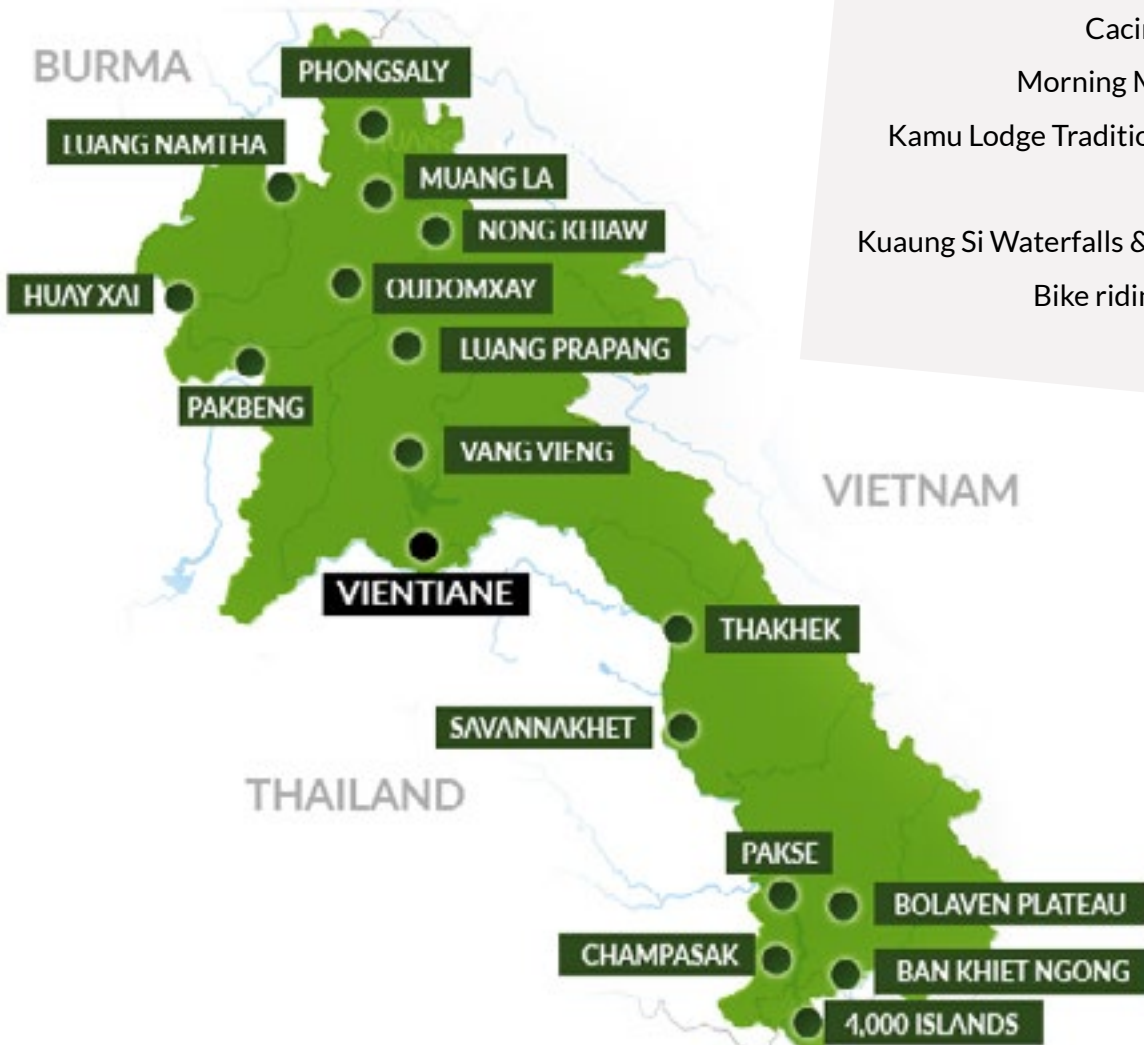 Cacin
Morning M
Kamu Lodge Traditio
Kuaung Si Waterfalls &
Bike ridin
BURMA
PHONGSALY
LUANG NAMTHA
MUANG LA
NONG KHIAW
HUAY XAI
OUDOMXAY
LUANG PRAPANG
PAKBENG
VANG VIENG
VIETNAM
VIENTIANE
THAKHEK
SAVANNAKHET
THAILAND
PAKSE
BOLAVEN PLATEAU
CHAMPASAK
BAN KHIET NGONG
4,000 ISLANDS